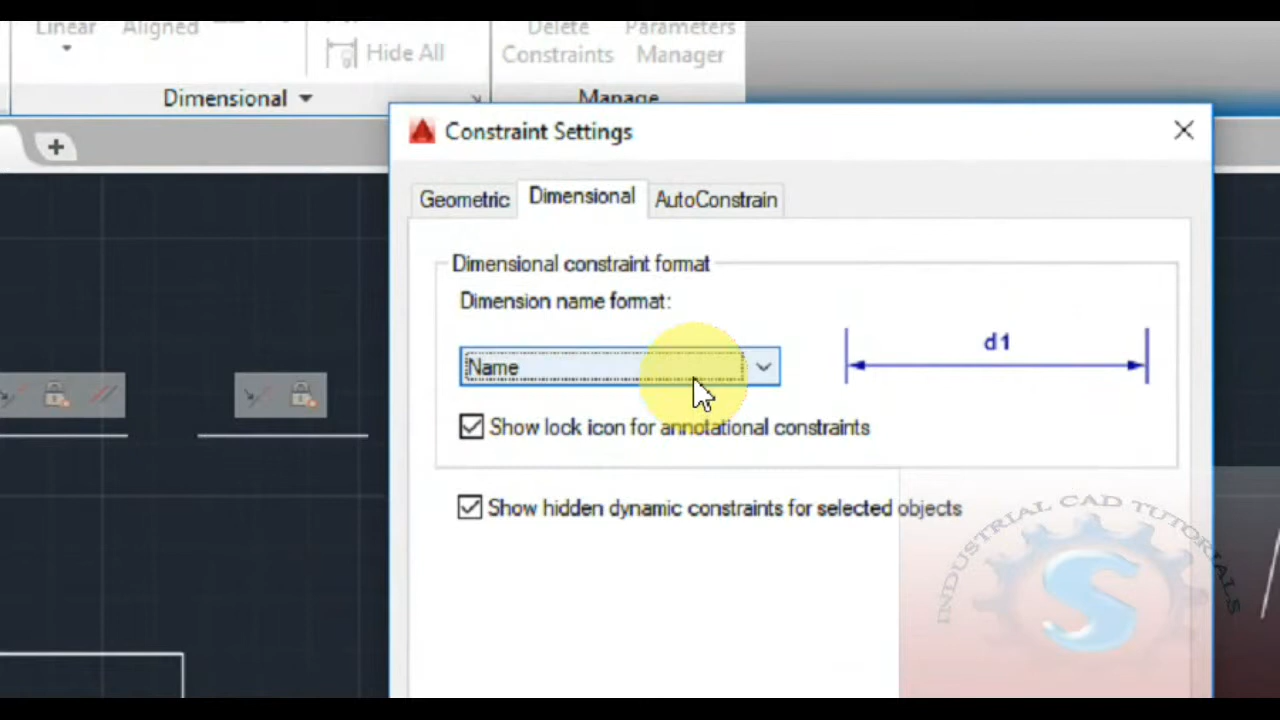 Linear Aligned
Delete Parameters
Hide All
Constraints Manager
Dimensional
Manage
Constraint Settings
Geometric Dimensional AutoConstrain
Dimensional constraint format
Dimension name format:
d1
Name
Show lock icon for annotational constraints
Show hidden dynamic constraints for selected objects
INDUSTRIAL CAD TUTORIALS
S